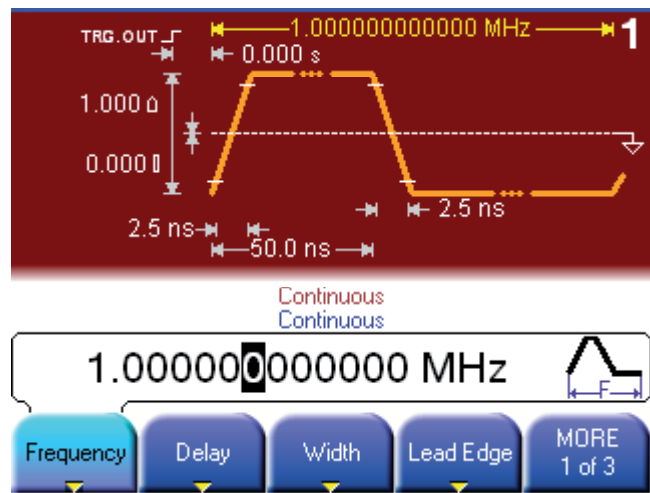 TRG.OUT
1.000000000000 MHz
1
0.000 s
1.000
0.000
2.5 ns
2.5 ns
50.0 ns
Continuous
Continuous
1.000000000000 MHz
F
Frequency
Delay
Width
Lead Edge
MORE
1 of 3